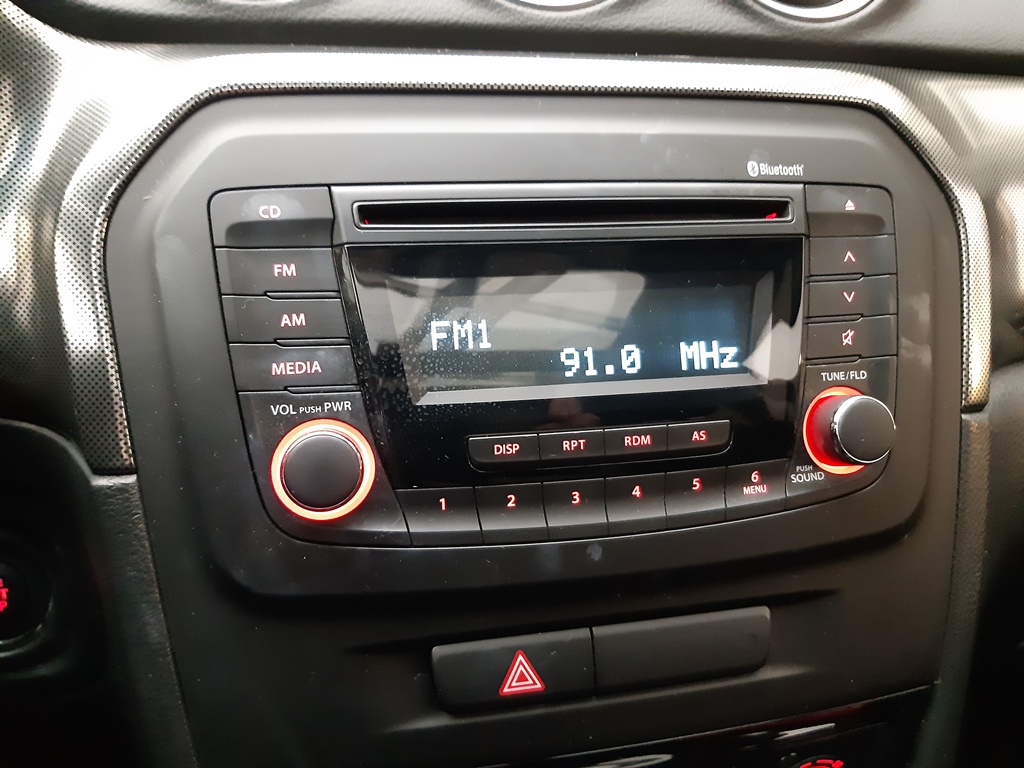 Bluetooth
CD
FM
AM
MEDIA
VOL PUSH PWR
FM1
91.0 MHz
TUNE/FLD
PUSH
SOUND
DISP RPT RDM AS
1 2 3 4 5 6
MENU